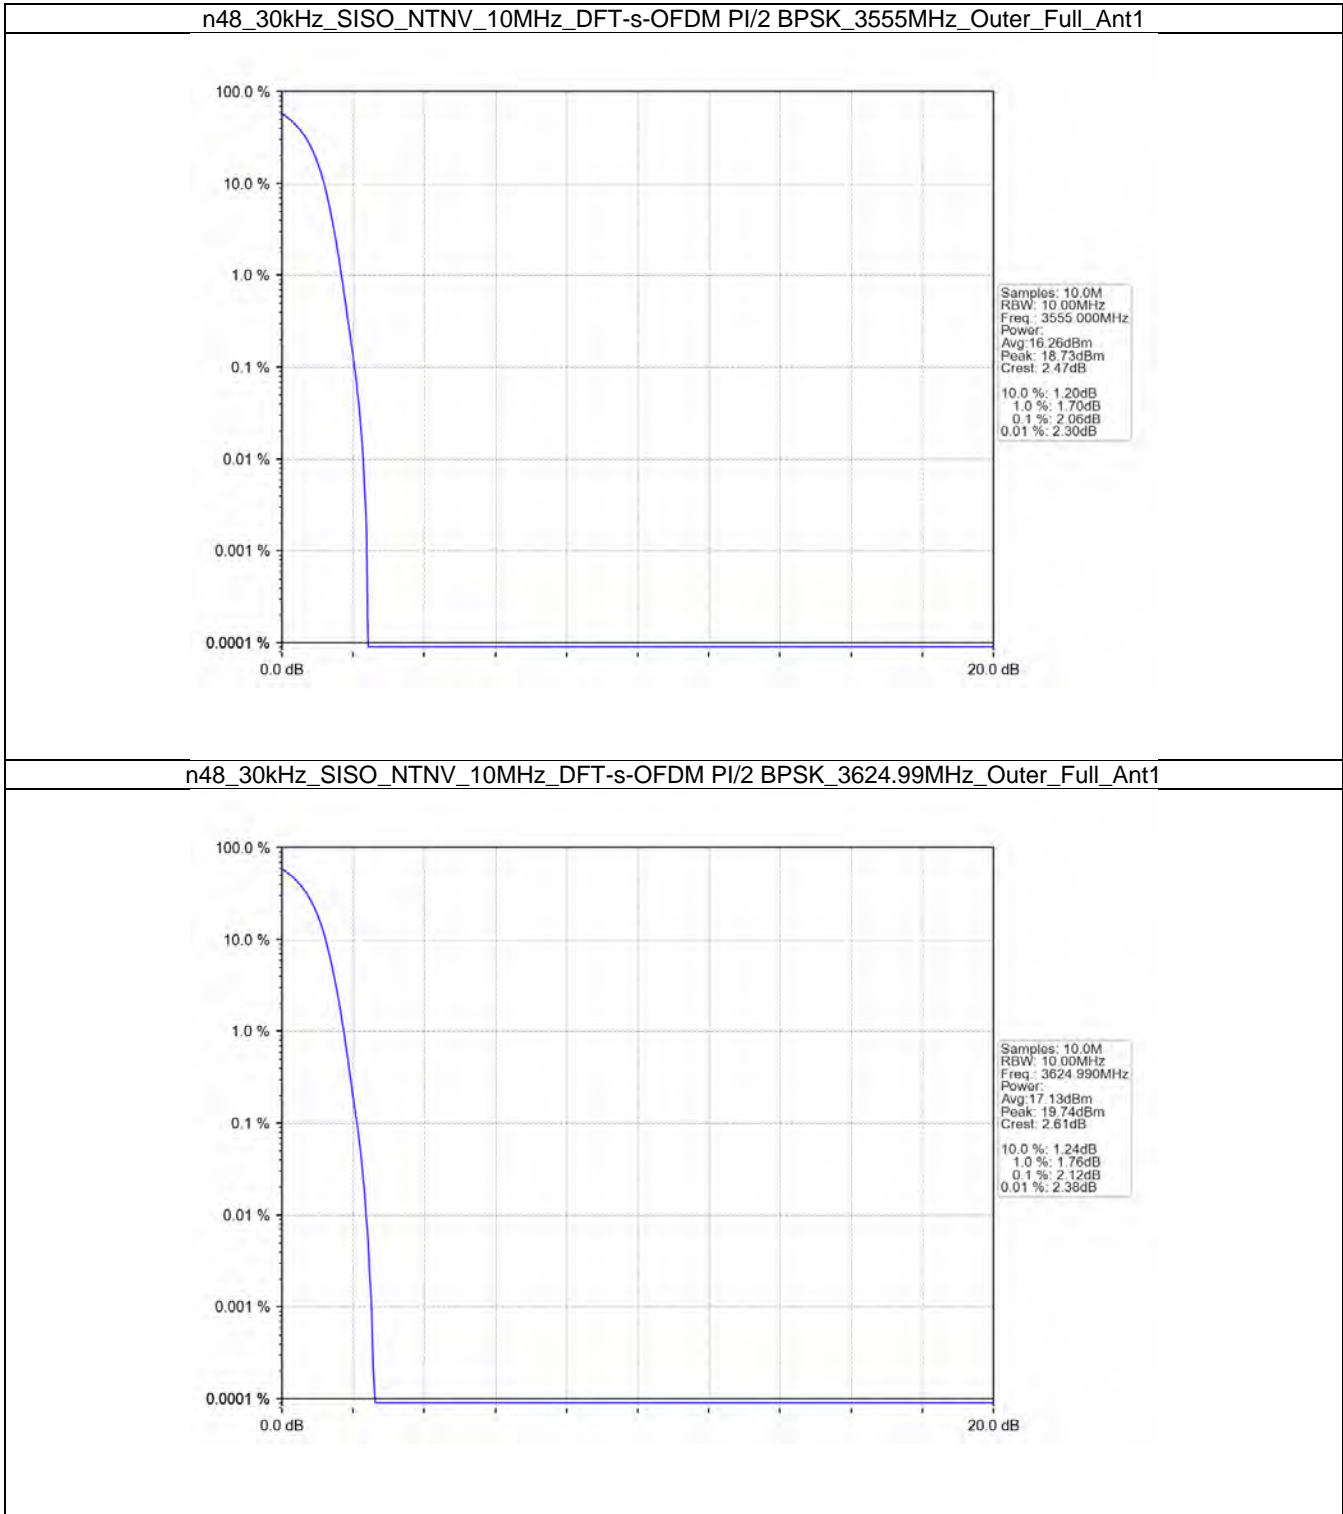 n48_30kHz_SISO_NTNV_10MHz_DFT-s-OFDM PI/2 BPSK_3555MHz_Outer_Full_Ant1
100.0 %
10.0 %
1.0 %
0.1 %
0.01 %
0.001 %
0.0001 %
0.0 dB
20.0 dB
Samples: 10.0M
RBW: 10.00MHz
Freq.: 3555.000MHz
Power:
Avg:16.26dBm
Peak: 18.73dBm
Crest: 2.47dB
10.0 %: 1.20dB
1.0 %: 1.70dB
0.1 %: 2.06dB
0.01 %: 2.30dB
n48_30kHz_SISO_NTNV_10MHz_DFT-s-OFDM PI/2 BPSK_3624.99MHz_Outer_Full_Ant1
100.0 %
10.0 %
1.0 %
0.1 %
0.01 %
0.001 %
0.0001 %
0.0 dB
20.0 dB
Samples: 10.0M
RBW: 10.00MHz
Freq.: 3624.990MHz
Power:
Avg:17.13dBm
Peak: 19.74dBm
Crest: 2.61dB
10.0 %: 1.24dB
1.0 %: 1.76dB
0.1 %: 2.12dB
0.01 %: 2.38dB